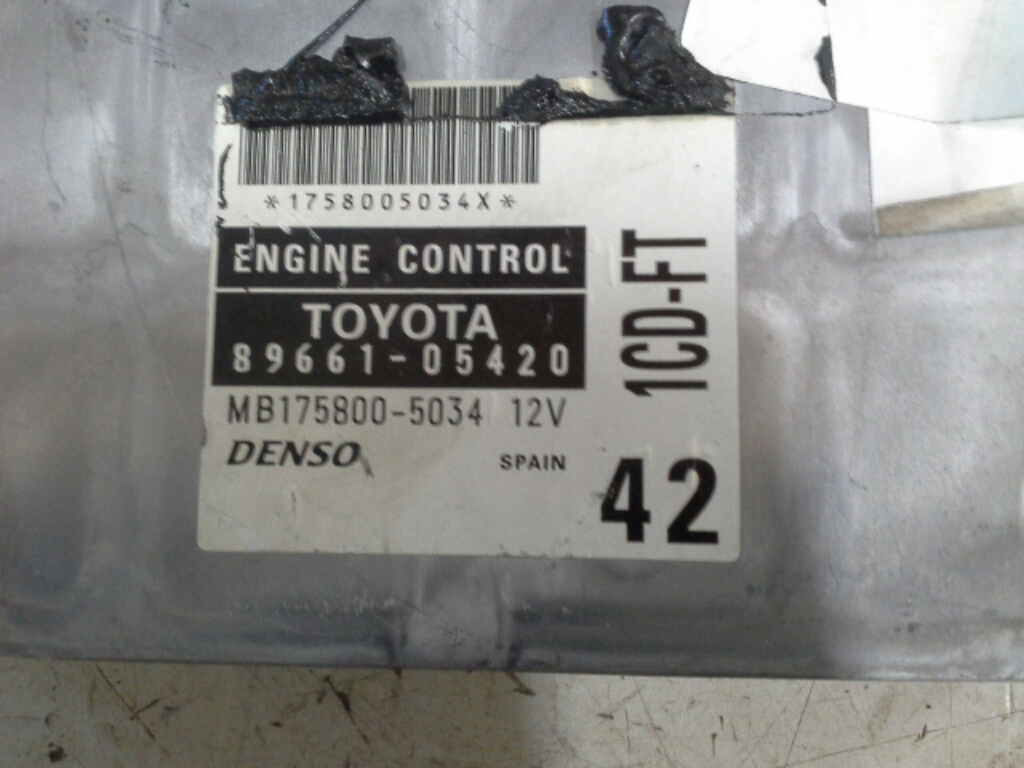 *1758005034X*
ENGINE CONTROL
TOYOTA
89661-05420
MB175800-5034 12V
DENSO SPAIN
1CD-FT
42